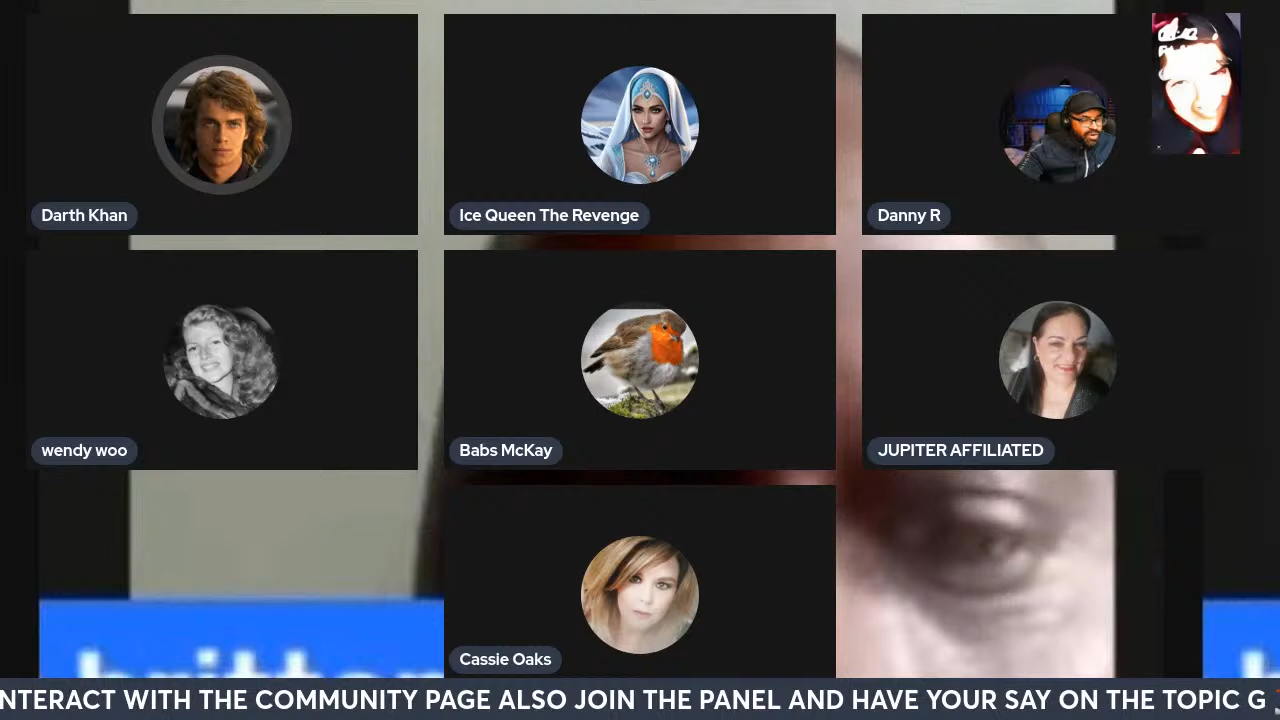 Darth Khan
Ice Queen The Revenge
Danny R
wendy woo
Babs McKay
JUPITER AFFILIATED
Cassie Oaks
NTERACT WITH THE COMMUNITY PAGE ALSO JOIN THE PANEL AND HAVE YOUR SAY ON THE TOPIC G